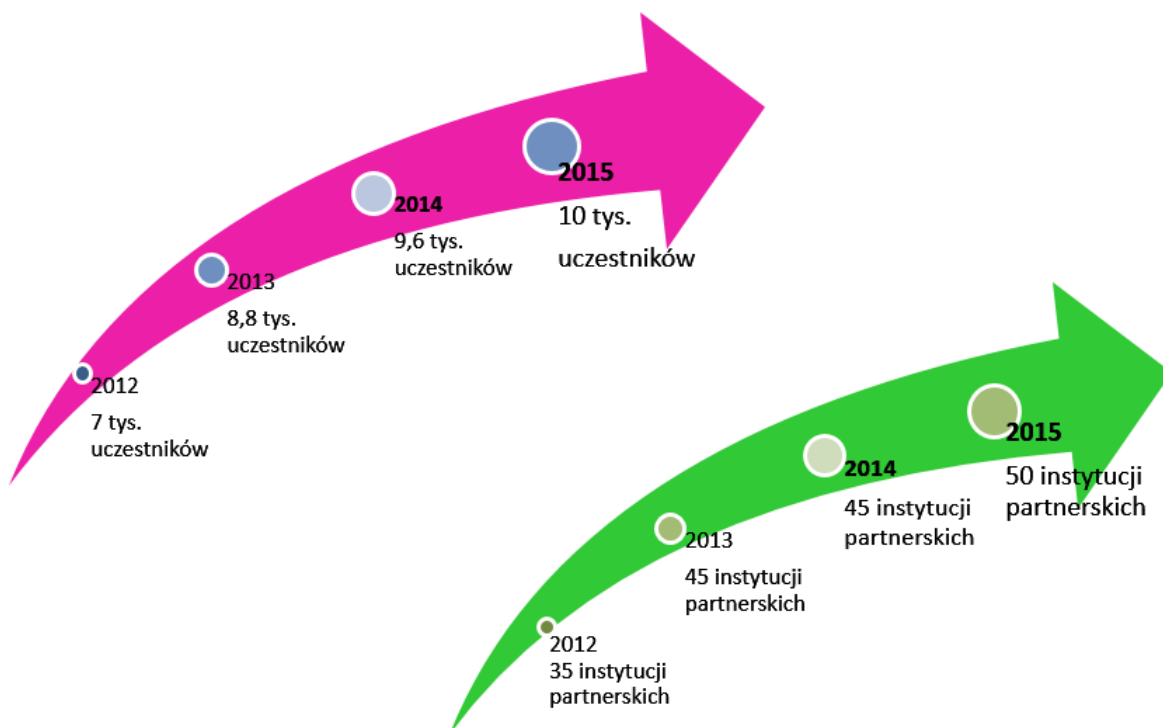 2012
7 tys.
uczestników
2013
8,8 tys.
uczestników
2014
9,6 tys.
uczestników
2015
10 tys.
uczestników
2012
35 instytucji
partnerskich
2013
45 instytucji
partnerskich
2014
45 instytucji
partnerskich
2015
50 instytucji
partnerskich